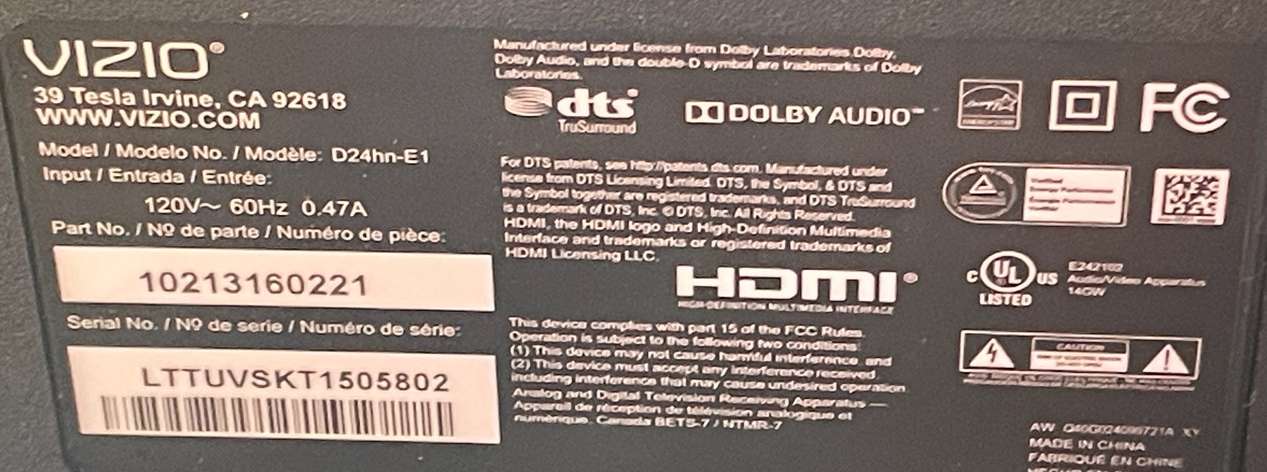 VIZIO®
39 Tesla Irvine, CA 92618
WWW.VIZIO.COM
Model / Modelo No. / Modèle: D24hn-E1
Input / Entrada / Entrée:
120V~ 60Hz 0.47A
Part No. / Nº de parte / Numéro de pièce:
10213160221
Serial No. / Nº de serie / Numéro de série:
LTTUVSKT1505802
Manufactured under license from Dolby Laboratories. Dolby,
Dolby Audio, and the double-D symbol are trademarks of Dolby
Laboratories.
dts
TruSurround
DOLBY AUDIO™
For DTS patents, see http://patents.dts.com. Manufactured under
license from DTS Licensing Limited. DTS, the Symbol, & DTS and
the Symbol together are registered trademarks, and DTS TruSurround
is a trademark of DTS, Inc. © DTS, Inc. All Rights Reserved.
HDMI, the HDMI logo and High-Definition Multimedia
Interface and trademarks or registered trademarks of
HDMI Licensing LLC.
HDMI®
HIGH-DEFINITION MULTIMEDIA INTERFACE
This device complies with part 15 of the FCC Rules.
Operation is subject to the following two conditions:
(1) This device may not cause harmful interference, and
(2) This device must accept any interference received,
including interference that may cause undesired operation.
Analog and Digital Television Receiving Apparatus —
Appareil de réception de télévision analogique et
numérique, Canada BETS-7 / NTMR-7
ENERGY STAR
FC
c UL US
LISTED
E242102
Audio/Video Apparatus
14GW
CAUTION
AW
XY
MADE IN CHINA
FABRIQUÉ EN CHINE